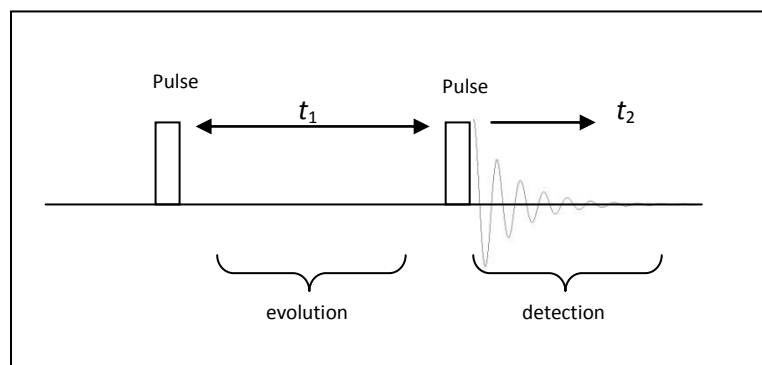 Pulse
Pulse
t1
t2
evolution
detection